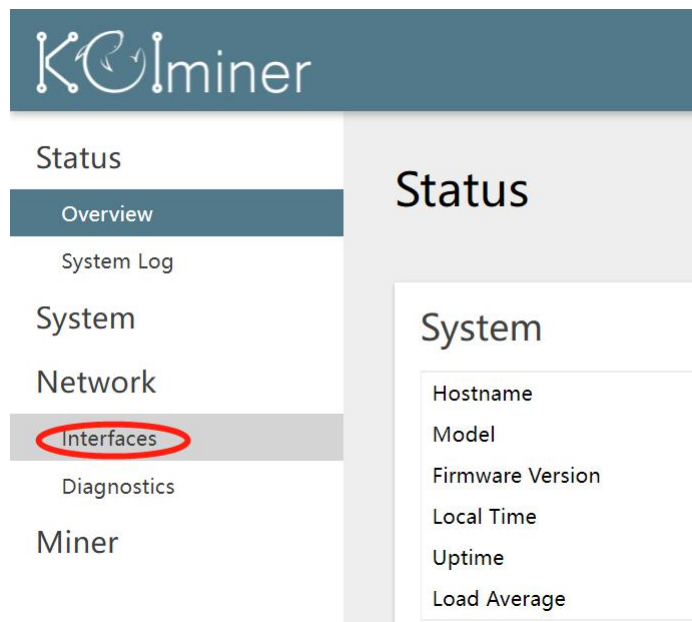 KOIminer
Status
Overview
System Log
System
Network
Interfaces
Diagnostics
Miner
Status
System
Hostname
Model
Firmware Version
Local Time
Uptime
Load Average